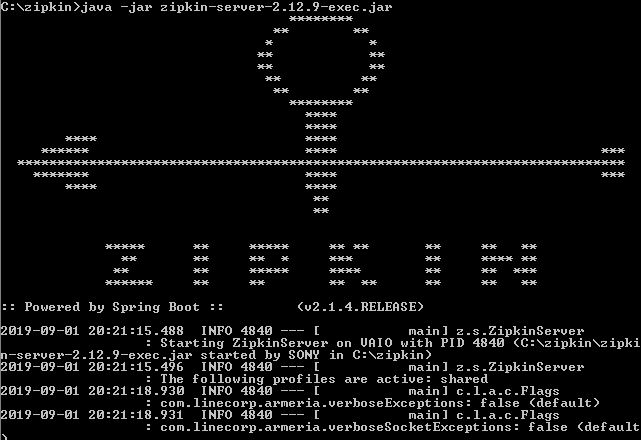 C:\zipkin>java -jar zipkin-server-2.12.9-exec.jar
ZIPKIN
:: Powered by Spring Boot :: (v2.1.4.RELEASE)
2019-09-01 20:21:15.488 INFO 4840 --- [ main] z.s.ZipkinServer
: Starting ZipkinServer on VAIO with PID 4840 (C:\zipkin\zipki
n-server-2.12.9-exec.jar started by SONY in C:\zipkin)
2019-09-01 20:21:15.496 INFO 4840 --- [ main] z.s.ZipkinServer
: The following profiles are active: shared
2019-09-01 20:21:18.930 INFO 4840 --- [ main] c.l.a.c.Flags
: com.linecorp.armeria.verboseExceptions: false (default)
2019-09-01 20:21:18.931 INFO 4840 --- [ main] c.l.a.c.Flags
: com.linecorp.armeria.verboseSocketExceptions: false (default
)